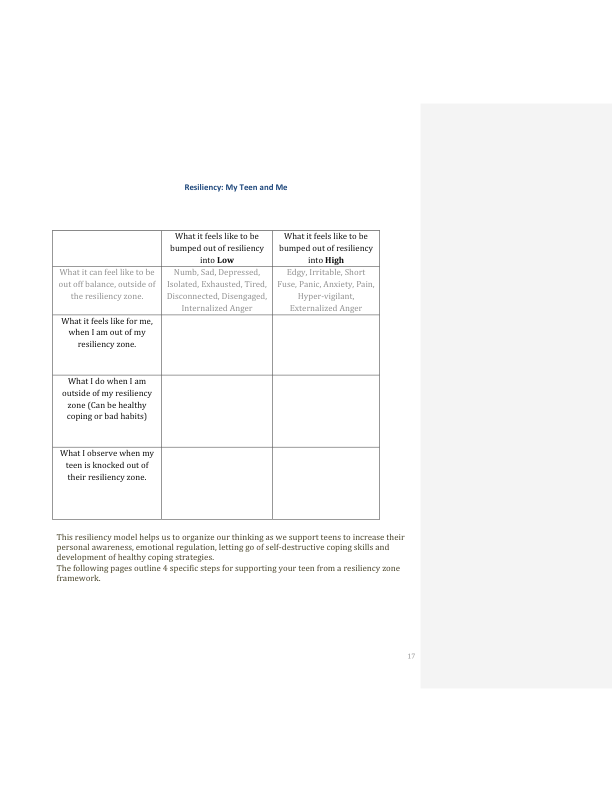 Resiliency: My Teen and Me
What it feels like to be
bumped out of resiliency
into Low
What it feels like to be
bumped out of resiliency
into High
What it can feel like to be
out off balance, outside of
the resiliency zone.
Numb, Sad, Depressed,
Isolated, Exhausted, Tired,
Disconnected, Disengaged,
Internalized Anger
Edgy, Irritable, Short
Fuse, Panic, Anxiety, Pain,
Hyper-vigilant,
Externalized Anger
What it feels like for me,
when I am out of my
resiliency zone.
What I do when I am
outside of my resiliency
zone (Can be healthy
coping or bad habits)
What I observe when my
teen is knocked out of
their resiliency zone.
This resiliency model helps us to organize our thinking as we support teens to increase their
personal awareness, emotional regulation, letting go of self-destructive coping skills and
development of healthy coping strategies.
The following pages outline 4 specific steps for supporting your teen from a resiliency zone
framework.
17